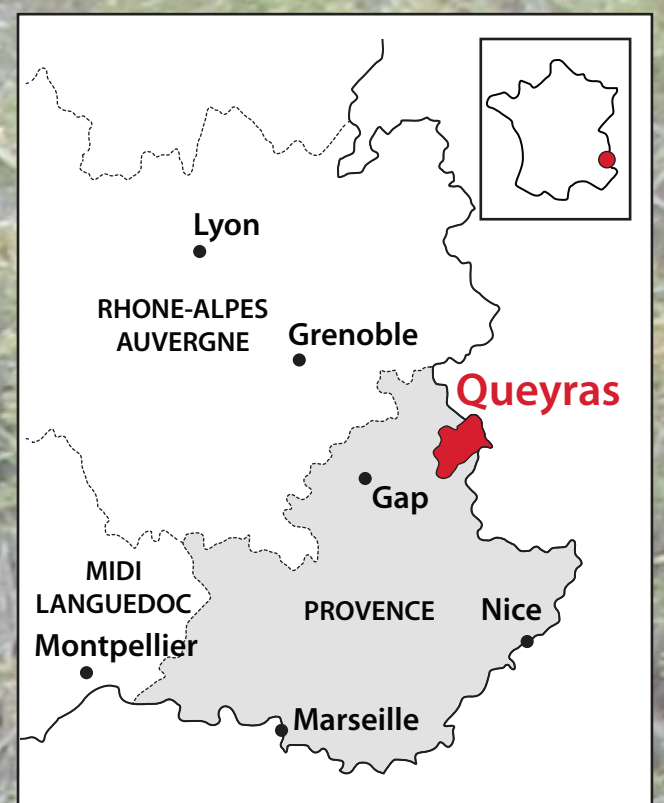 Lyon
RHONE-ALPES
AUVERGNE
Grenoble
Queyras
Gap
MIDI
LANGUEDOC
PROVENCE
Nice
Montpellier
Marseille